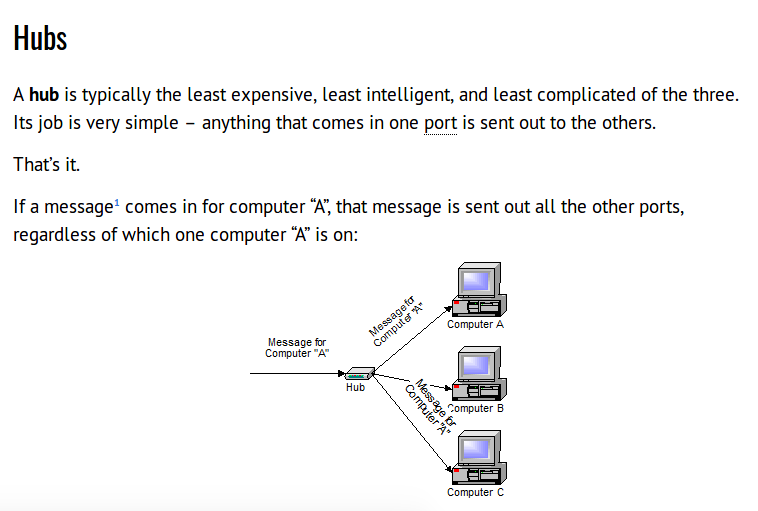 Hubs
A hub is typically the least expensive, least intelligent, and least complicated of the three.
Its job is very simple – anything that comes in one port is sent out to the others.
That’s it.
If a message¹ comes in for computer “A”, that message is sent out all the other ports,
regardless of which one computer “A” is on:
Message for
Computer "A"
Hub
Message for
Computer "A"
Computer A
Message for
Computer "A"
Computer B
Computer C